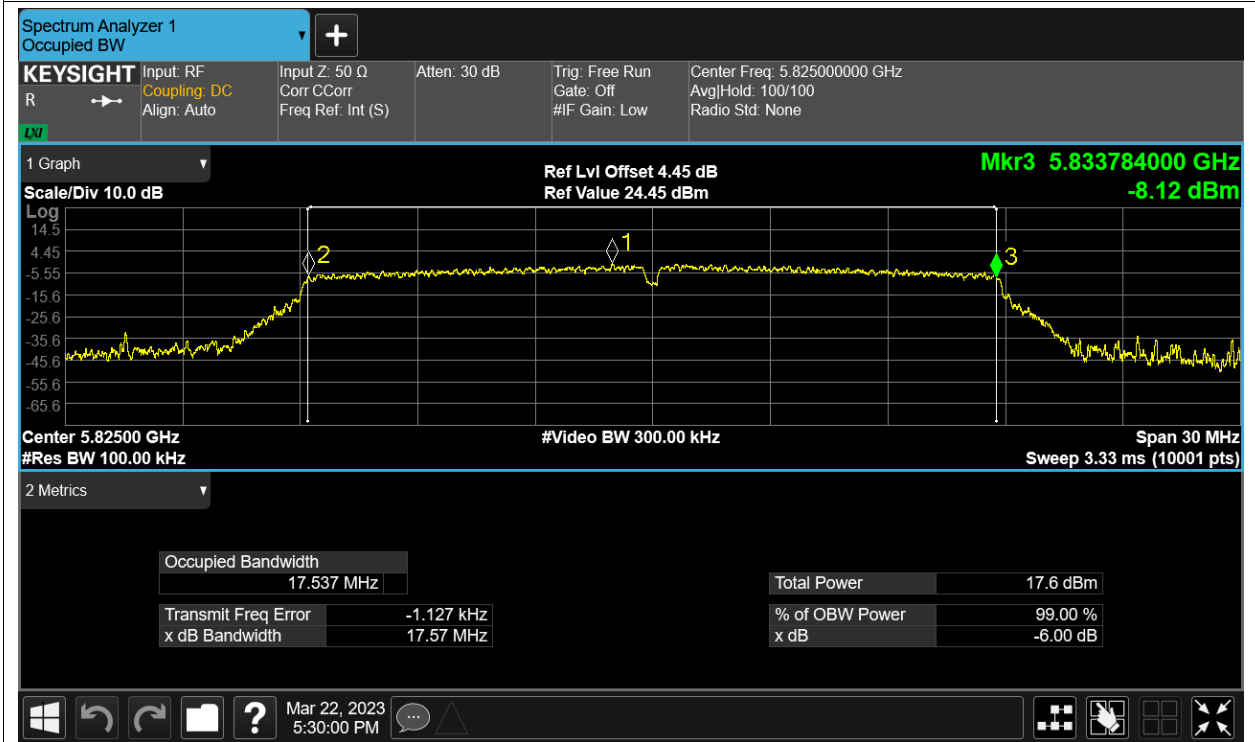 Spectrum Analyzer 1
Occupied BW
KEYSIGHT
R
LXI
Input: RF
Coupling: DC
Align: Auto
Input Z: 50 Ω
Corr CCorr
Freq Ref: Int (S)
Atten: 30 dB
Trig: Free Run
Gate: Off
#IF Gain: Low
Center Freq: 5.825000000 GHz
Avg|Hold: 100/100
Radio Std: None
1 Graph
Scale/Div 10.0 dB
Ref Lvl Offset 4.45 dB
Ref Value 24.45 dBm
Mkr3 5.833784000 GHz
-8.12 dBm
Log
14.5
4.45
-5.55
-15.6
-25.6
-35.6
-45.6
-55.6
-65.6
2
1
3
Center 5.82500 GHz
#Video BW 300.00 kHz
Span 30 MHz
#Res BW 100.00 kHz
Sweep 3.33 ms (10001 pts)
2 Metrics
Occupied Bandwidth
17.537 MHz
Transmit Freq Error -1.127 kHz
x dB Bandwidth 17.57 MHz
Total Power 17.6 dBm
% of OBW Power 99.00 %
x dB -6.00 dB
?
Mar 22, 2023
5:30:00 PM